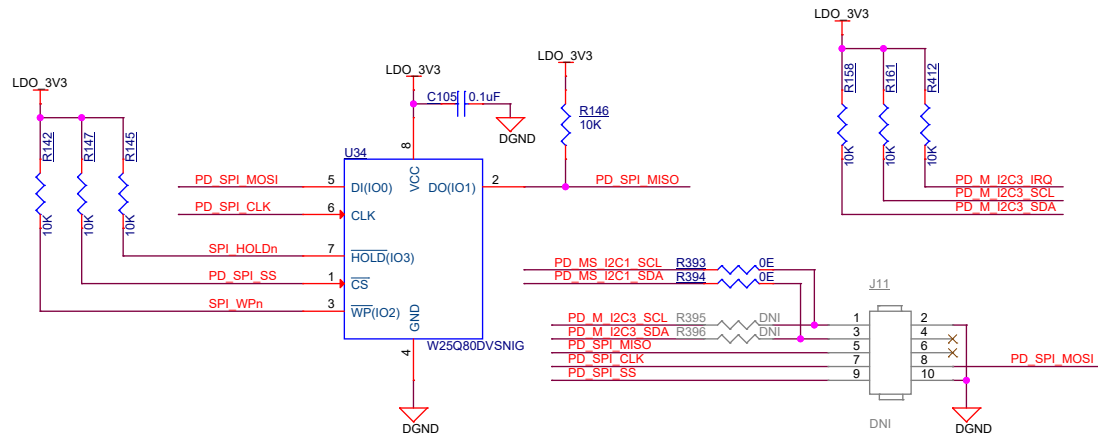 LDO_3V3
LDO_3V3
LDO_3V3
LDO_3V3
R142
R147
R145
10K
10K
10K
C105
0.1uF
DGND
R146
10K
R158
R161
R412
10K
10K
10K
PD_M_I2C3_IRQ
PD_M_I2C3_SCL
PD_M_I2C3_SDA
U34
8
VCC
PD_SPI_MOSI
5
DI(IO0)
DO(IO1)
2
PD_SPI_MISO
PD_SPI_CLK
6
CLK
SPI_HOLDn
7
HOLD(IO3)
PD_SPI_SS
1
CS
SPI_WPn
3
WP(IO2)
GND
4
W25Q80DVSNIG
DGND
PD_MS_I2C1_SCL
R393
0E
PD_MS_I2C1_SDA
R394
0E
J11
PD_M_I2C3_SCL
R395
DNI
1
2
PD_M_I2C3_SDA
R396
DNI
3
4
PD_SPI_MISO
5
6
PD_SPI_CLK
7
8
PD_SPI_MOSI
PD_SPI_SS
9
10
DNI
DGND